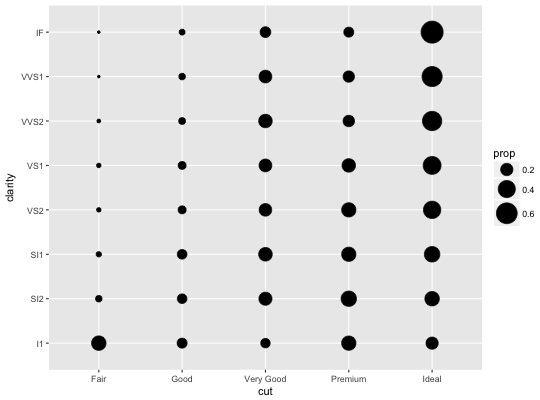 IF
VVS1
VVS2
VS1
VS2
SI1
SI2
I1
clarity
Fair Good Very Good Premium Ideal
cut
prop
0.2
0.4
0.6